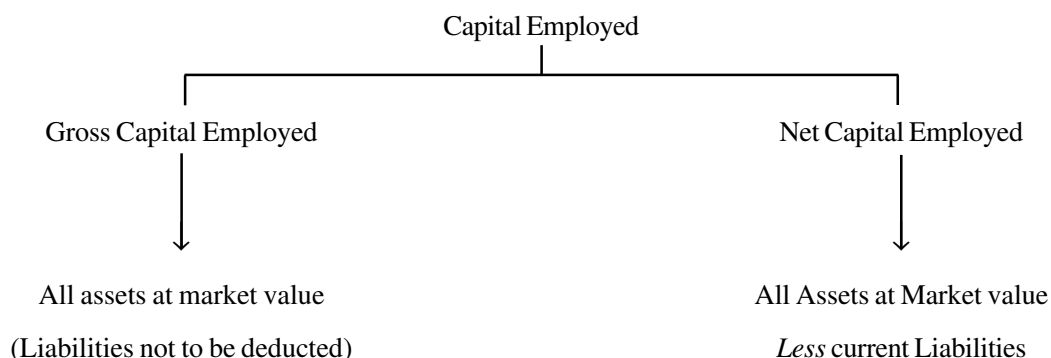 Capital Employed
Gross Capital Employed
Net Capital Employed
All assets at market value
(Liabilities not to be deducted)
All Assets at Market value
Less current Liabilities